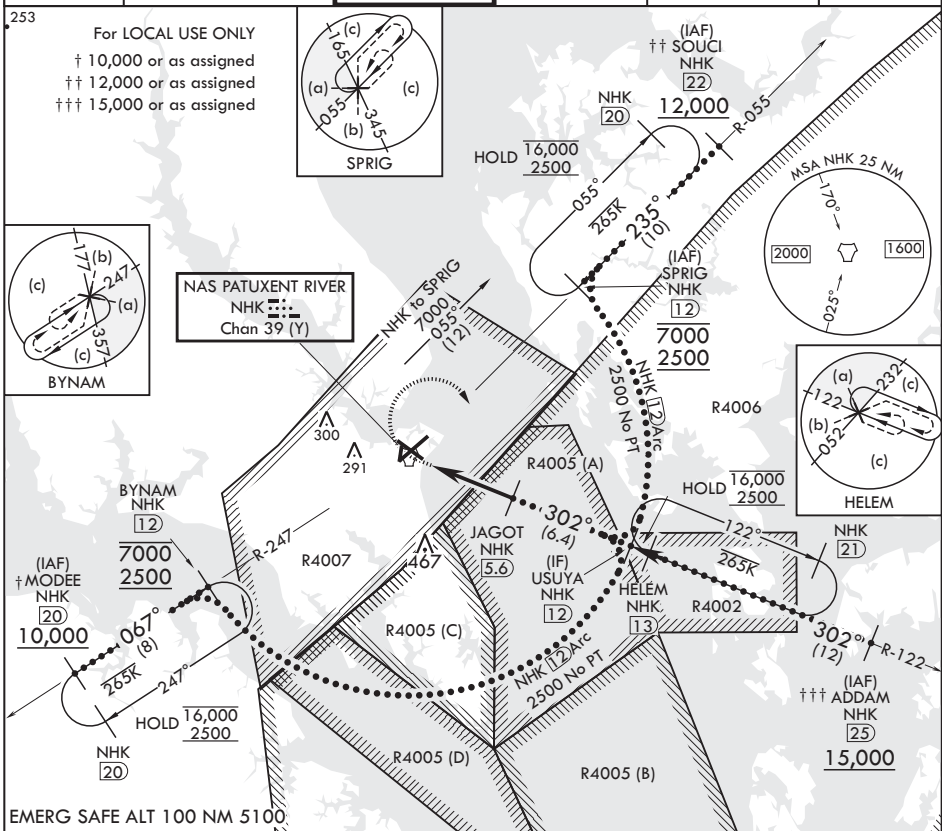 253
For LOCAL USE ONLY
† 10,000 or as assigned
†† 12,000 or as assigned
††† 15,000 or as assigned
(c)
165
(a)
055
(c)
(b)
345
SPRIG
(IAF)
†† SOUCI
NHK
22
12,000
NHK
20
R-055
HOLD 16,000
2500
055°
265K
235°
(10)
MSA NHK 25 NM
170°
2000
1600
025°
(IAF)
SPRIG
NHK
12
7000
2500
177
(b)
247
(c)
(a)
357
(c)
BYNAM
NAS PATUXENT RIVER
NHK
Chan 39 (Y)
NHK to SPRIG
7000
055°
(12)
NHK 12 Arc
2500 No PT
R4006
(a)
232
(c)
122
(b)
052
(c)
HELEM
300
291
R4005 (A)
HOLD 16,000
2500
122°
265K
NHK
21
BYNAM
NHK
12
7000
2500
R-247
R4007
467
JAGOT
NHK
5.6
302°
(6.4)
(IF)
USUYA
NHK
12
HELEM
NHK
13
R4002
(IAF)
† MODEE
NHK
20
10,000
067°
(8)
265K
247°
R4005 (C)
NHK 12 Arc
2500 No PT
302°
(12)
R-122
(IAF)
††† ADDAM
NHK
25
15,000
HOLD 16,000
2500
NHK
20
R4005 (D)
R4005 (B)
EMERG SAFE ALT 100 NM 5100